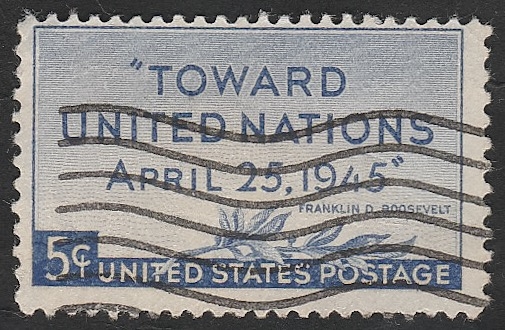 "TOWARD
UNITED NATIONS
APRIL 25, 1945"
FRANKLIN D. ROOSEVELT
5¢
UNITED STATES POSTAGE